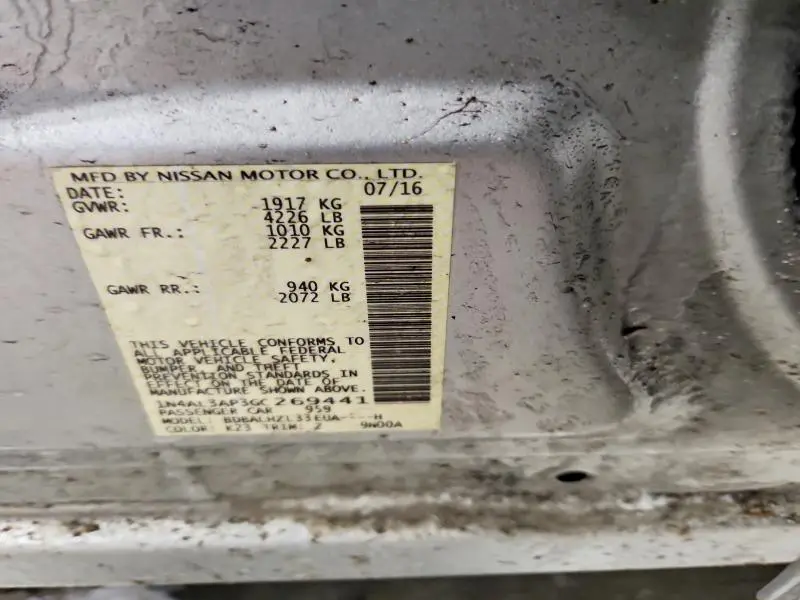 MFD BY NISSAN MOTOR CO., LTD.
DATE: 07/16
GVWR: 1917 KG
4226 LB
GAWR FR.: 1010 KG
2227 LB
GAWR RR.: 940 KG
2072 LB
THIS VEHICLE CONFORMS TO
ALL APPLICABLE FEDERAL
MOTOR VEHICLE SAFETY,
BUMPER, AND THEFT
PREVENTION STANDARDS IN
EFFECT ON THE DATE OF
MANUFACTURE SHOWN ABOVE.
1N4AL3AP3GC269441
PASSENGER CAR 959
MODEL: BDBALHZL33EUA---H
COLOR: K23 TRIM: Z 9N00A